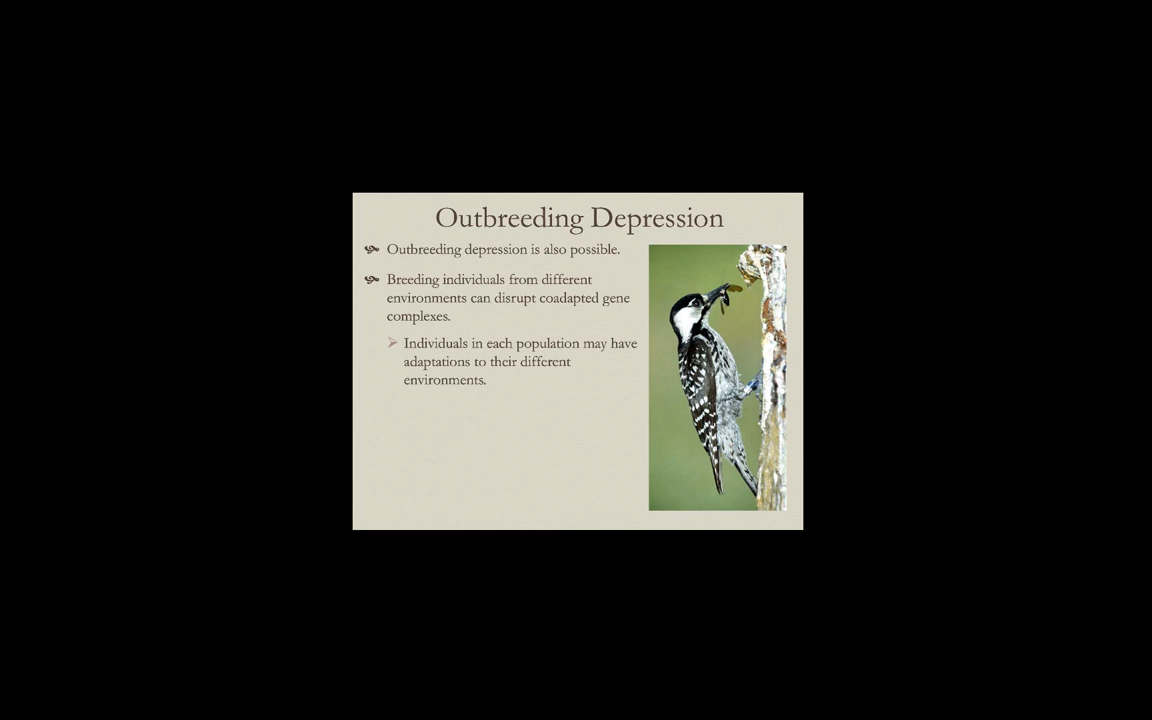 Outbreeding Depression
Outbreeding depression is also possible.
Breeding individuals from different
environments can disrupt coadapted gene
complexes.
Individuals in each population may have
adaptations to their different
environments.